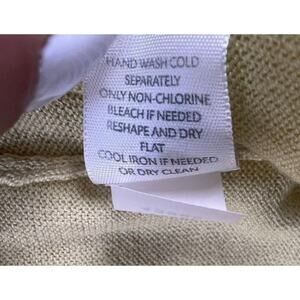 HAND WASH COLD
SEPARATELY
ONLY NON-CHLORINE
BLEACH IF NEEDED
RESHAPE AND DRY
FLAT
COOL IRON IF NEEDED
OR DRY CLEAN